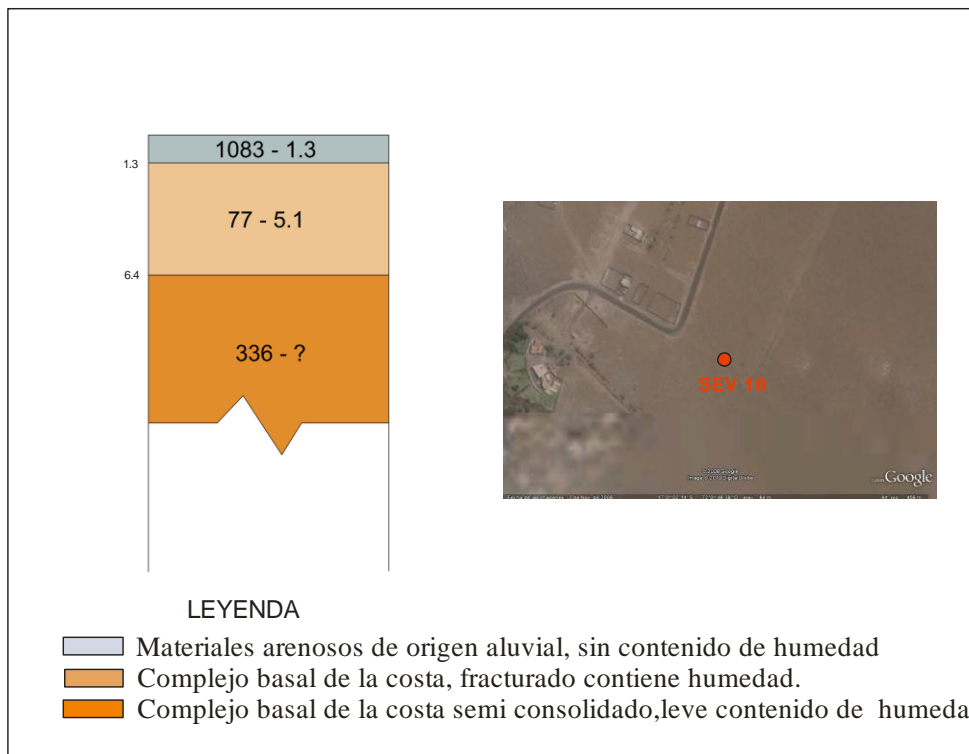 1083 - 1.3
1.3
77 - 5.1
6.4
336 - ?
SEV 10
Google
LEYENDA
Materiales arenosos de origen aluvial, sin contenido de humedad
Complejo basal de la costa, fracturado contiene humedad.
Complejo basal de la costa semi consolidado,leve contenido de humeda